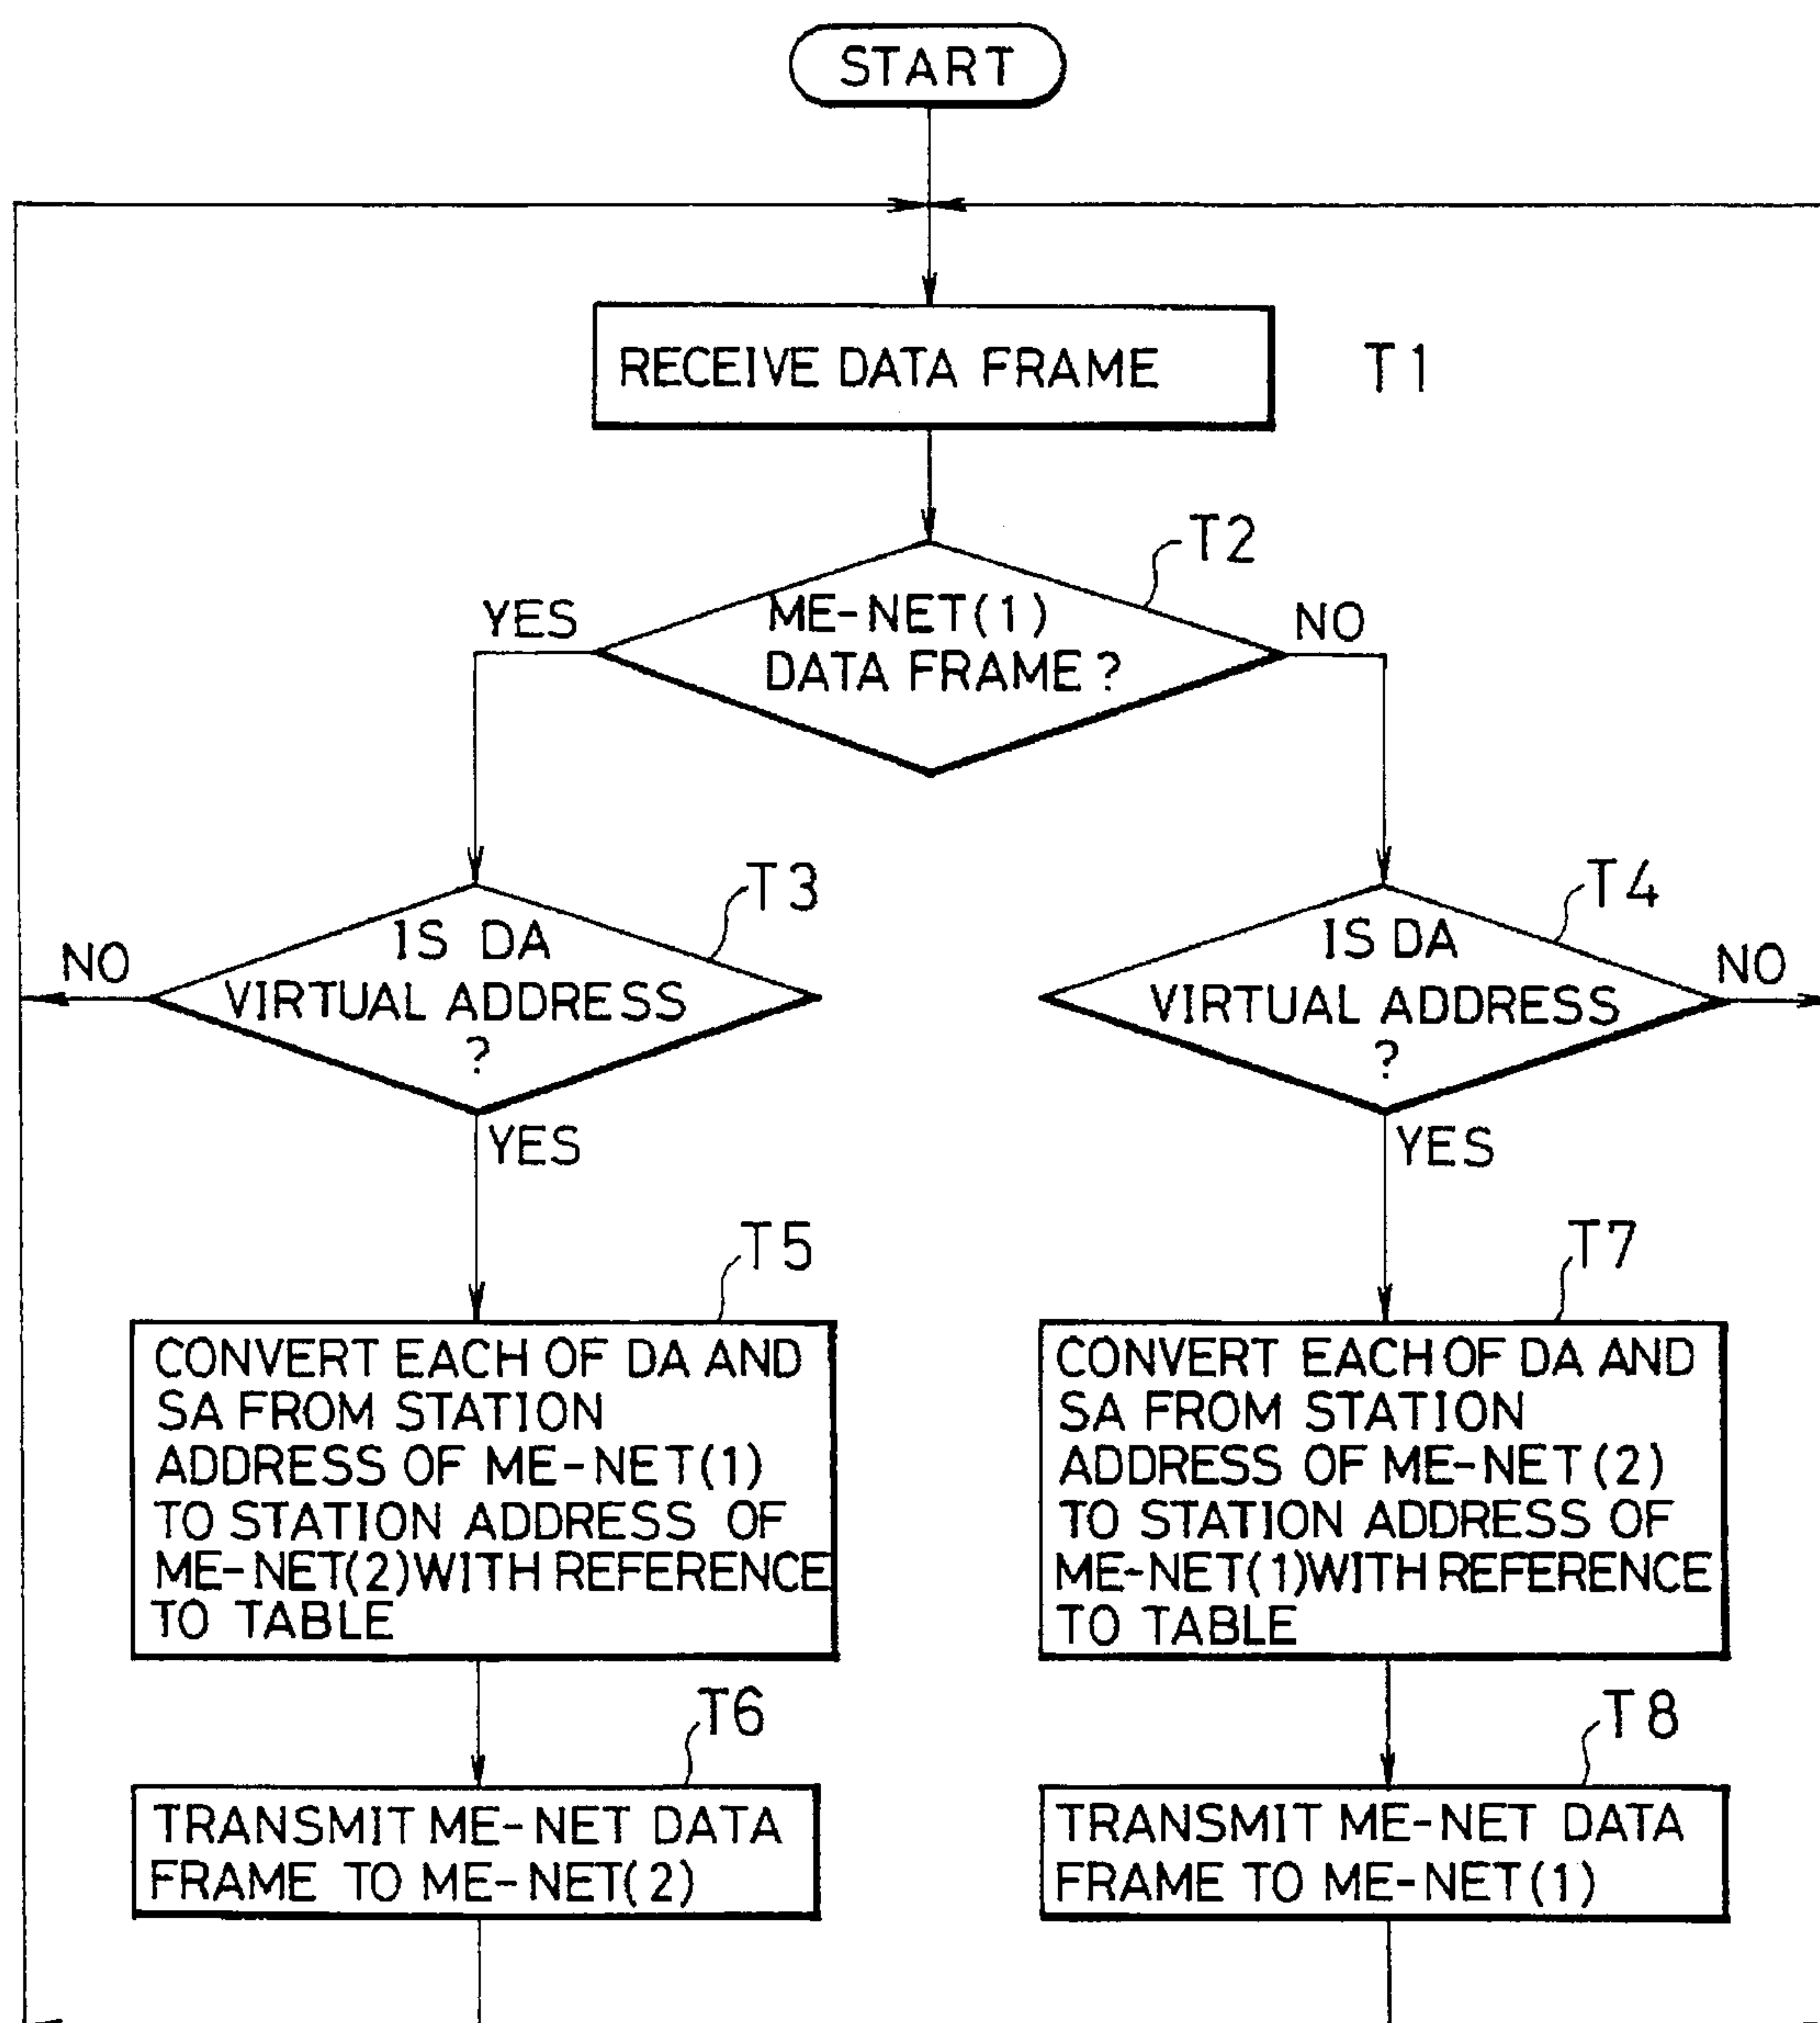 START
RECEIVE DATA FRAME
T1
T2
YES
ME-NET(1)
DATA FRAME?
NO
T3
NO
IS DA
VIRTUAL ADDRESS
?
YES
T4
IS DA
VIRTUAL ADDRESS
?
NO
YES
T5
CONVERT EACH OF DA AND
SA FROM STATION
ADDRESS OF ME-NET(1)
TO STATION ADDRESS OF
ME-NET(2)WITH REFERENCE
TO TABLE
T7
CONVERT EACH OF DA AND
SA FROM STATION
ADDRESS OF ME-NET(2)
TO STATION ADDRESS OF
ME-NET(1)WITH REFERENCE
TO TABLE
T6
TRANSMIT ME-NET DATA
FRAME TO ME-NET(2)
T8
TRANSMIT ME-NET DATA
FRAME TO ME-NET(1)